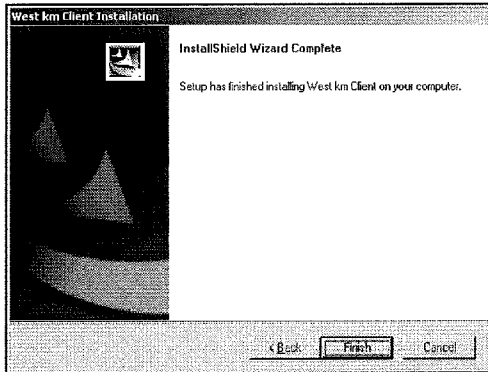 West km Client Installation
InstallShield Wizard Complete
Setup has finished installing West km Client on your computer.
< Back Finish Cancel